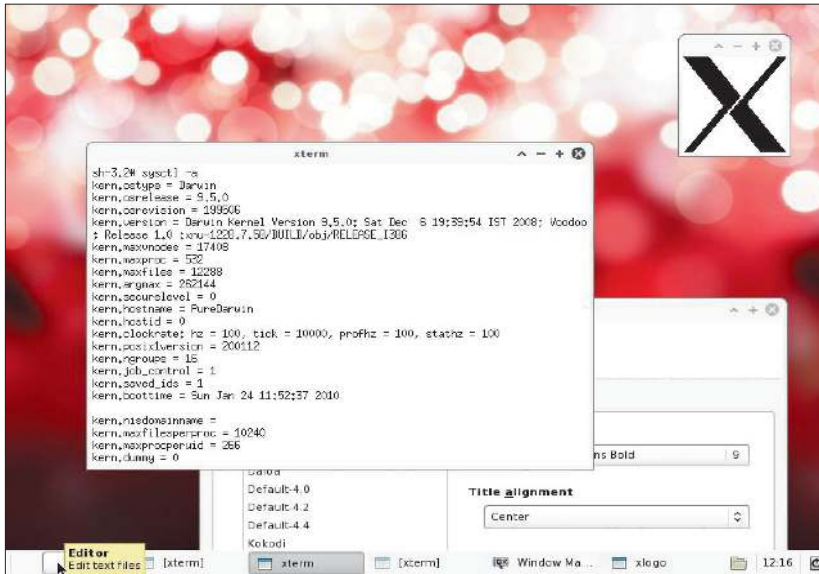 xterm
sh-3.2# sysctl -a
kern.ostype = Darwin
kern.osrelease = 9.5.0
kern.osrevision = 199506
kern.version = Darwin Kernel Version 9.5.0; Sat Dec 6 19:39:54 IST 2008; Voodoo
; Release 1.0 :xnu-1228.7.58/BUILD/obj/RELEASE_I386
kern.maxvnodes = 17408
kern.maxproc = 532
kern.maxfiles = 12288
kern.argmax = 262144
kern.securelevel = 0
kern.hostname = PureDarwin
kern.hostid = 0
kern.clockrate: hz = 100, tick = 10000, profhz = 100, stathz = 100
kern.posix1version = 200112
kern.ngroups = 16
kern.job_control = 1
kern.saved_ids = 1
kern.boottime = Sun Jan 24 11:52:37 2010
kern.nisdomainname =
kern.maxfilesperproc = 10240
kern.maxprocperuid = 266
kern.dummy = 0
ns Bold 9
Default-4.0
Default-4.2
Default-4.4
Kokodi
Title alignment
Center
Editor
Edit text files
[xterm]
xterm
[xterm]
Window Ma...
xlogo
12:16